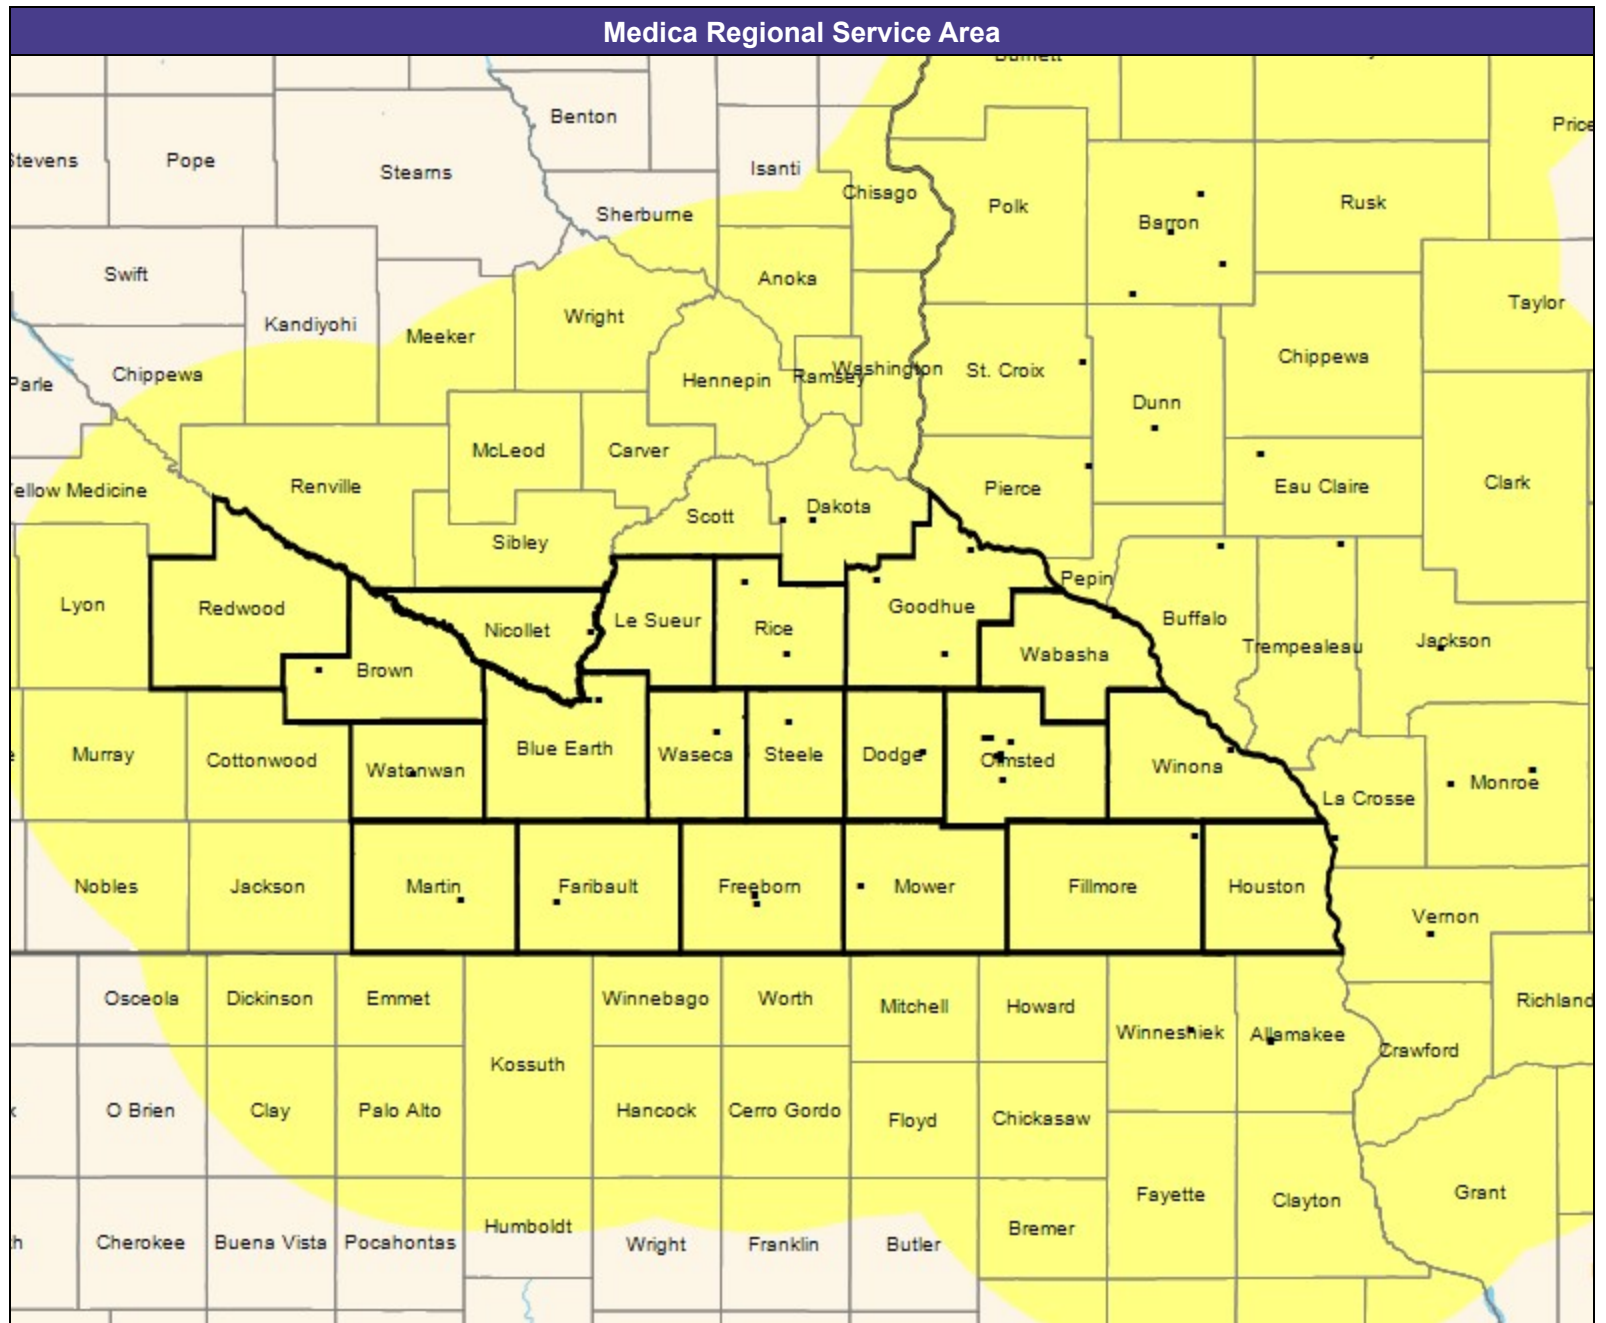 Medica Regional Service Area
Benton
Price
Stevens
Pope
Stearns
Isanti
Chisago
Sherburne
Polk
Barron
Rusk
Swift
Anoka
Taylor
Kandiyohi
Meeker
Wright
Chippewa
Parle
Hennepin
Ramsey
Washington
St. Croix
Chippewa
Dunn
McLeod
Carver
Yellow Medicine
Renville
Dakota
Pierce
Eau Claire
Clark
Scott
Sibley
Pepin
Lyon
Redwood
Goodhue
Nicollet
Le Sueur
Rice
Buffalo
Trempealeau
Jackson
Brown
Wabasha
Murray
Cottonwood
Watonwan
Blue Earth
Waseca
Steele
Dodge
Olmsted
Winona
La Crosse
Monroe
Nobles
Jackson
Martin
Faribault
Freeborn
Mower
Fillmore
Houston
Vernon
Osceola
Dickinson
Emmet
Winnebago
Worth
Mitchell
Howard
Richland
Winneshiek
Allamakee
Crawford
Kossuth
O Brien
Clay
Palo Alto
Hancock
Cerro Gordo
Floyd
Chickasaw
Fayette
Clayton
Grant
Cherokee
Buena Vista
Pocahontas
Humboldt
Wright
Franklin
Butler
Bremer